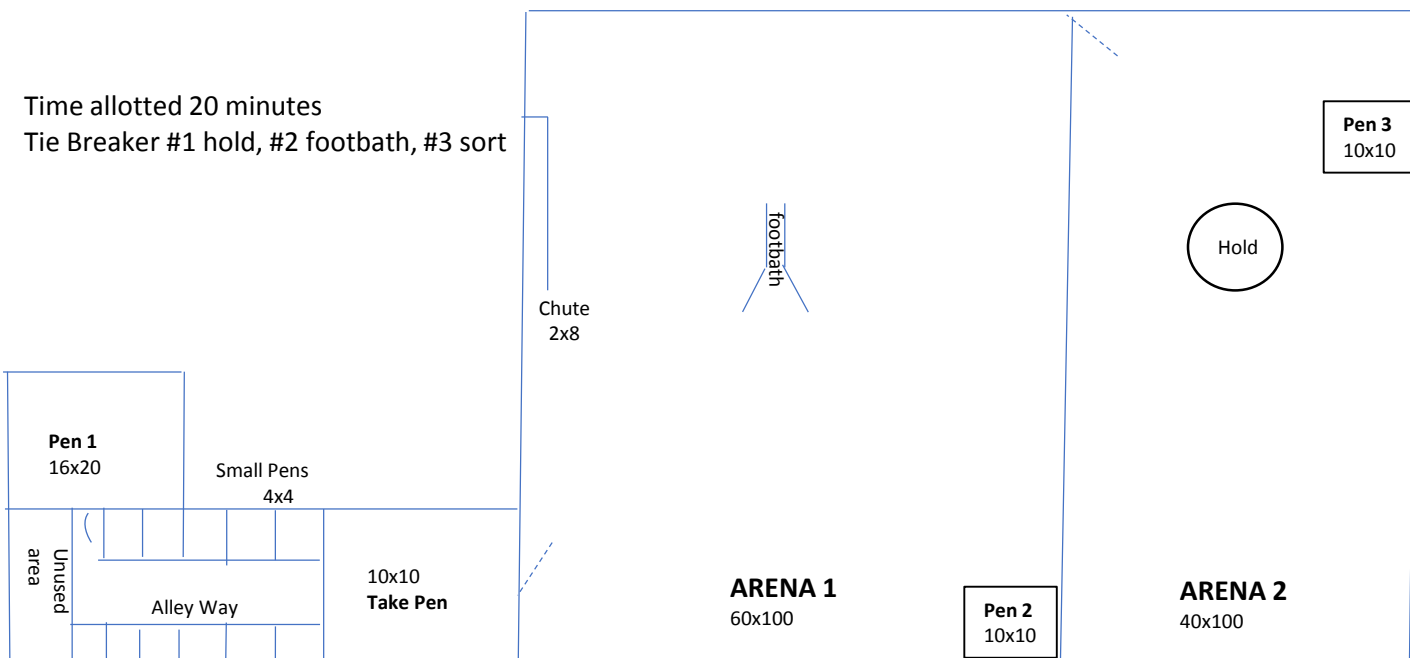 Time allotted 20 minutes
Tie Breaker #1 hold, #2 footbath, #3 sort
Pen 3
10x10
footbath
Hold
Chute
2x8
Pen 1
16x20
Small Pens
4x4
Unused
area
Alley Way
10x10
Take Pen
ARENA 1
60x100
Pen 2
10x10
ARENA 2
40x100